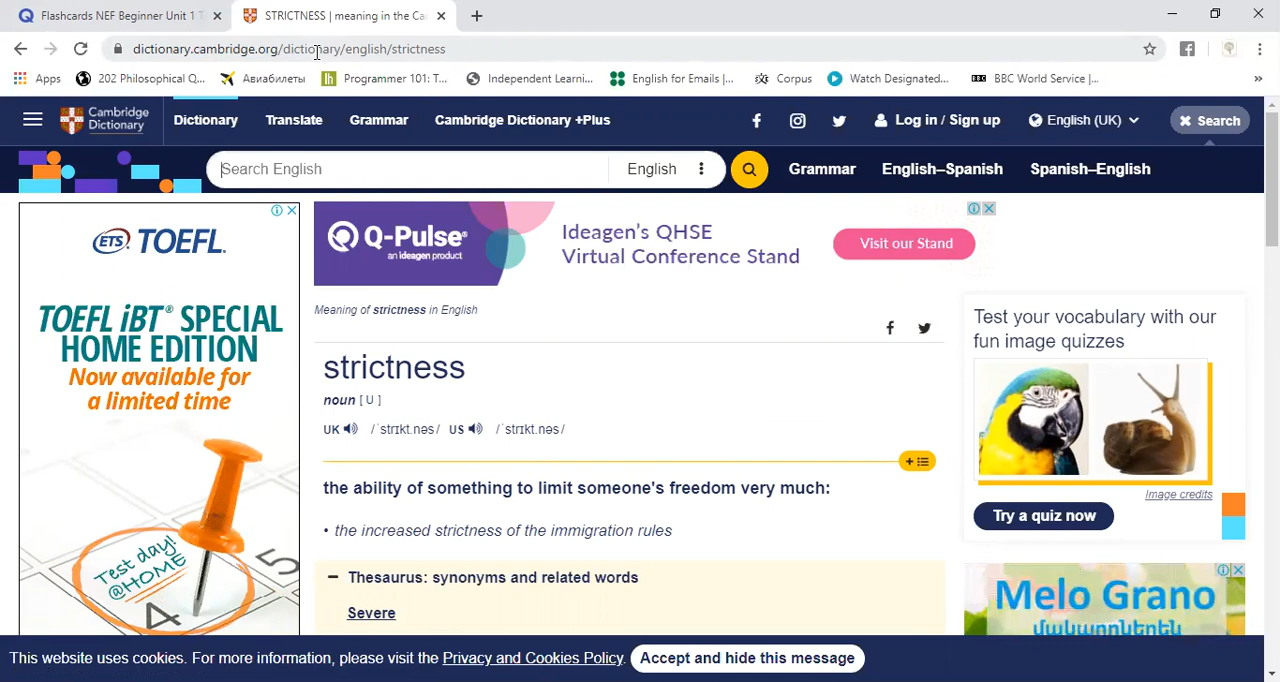 Flashcards NEF Beginner Unit 1 T
STRICTNESS | meaning in the Ca
dictionary.cambridge.org/dictionary/english/strictness
Apps
202 Philosophical Q...
Авиабилеты
Programmer 101: T...
Independent Learni...
English for Emails |...
Corpus
Watch Designated...
BBC BBC World Service |...
Cambridge Dictionary
Dictionary
Translate
Grammar
Cambridge Dictionary +Plus
Log in / Sign up
English (UK)
Search
Search English
English
Grammar
English–Spanish
Spanish–English
ETS TOEFL.
TOEFL iBT® SPECIAL
HOME EDITION
Now available for
a limited time
Test day!
@HOME
4
5
Q-Pulse®
an ideagen product
Ideagen's QHSE
Virtual Conference Stand
Visit our Stand
Meaning of strictness in English
strictness
noun [ U ]
UK /ˈstrɪkt.nəs/ US /ˈstrɪkt.nəs/
the ability of something to limit someone's freedom very much:
• the increased strictness of the immigration rules
Thesaurus: synonyms and related words
Severe
Test your vocabulary with our
fun image quizzes
Image credits
Try a quiz now
Melo Grano
մակարոններեն
This website uses cookies. For more information, please visit the Privacy and Cookies Policy. Accept and hide this message